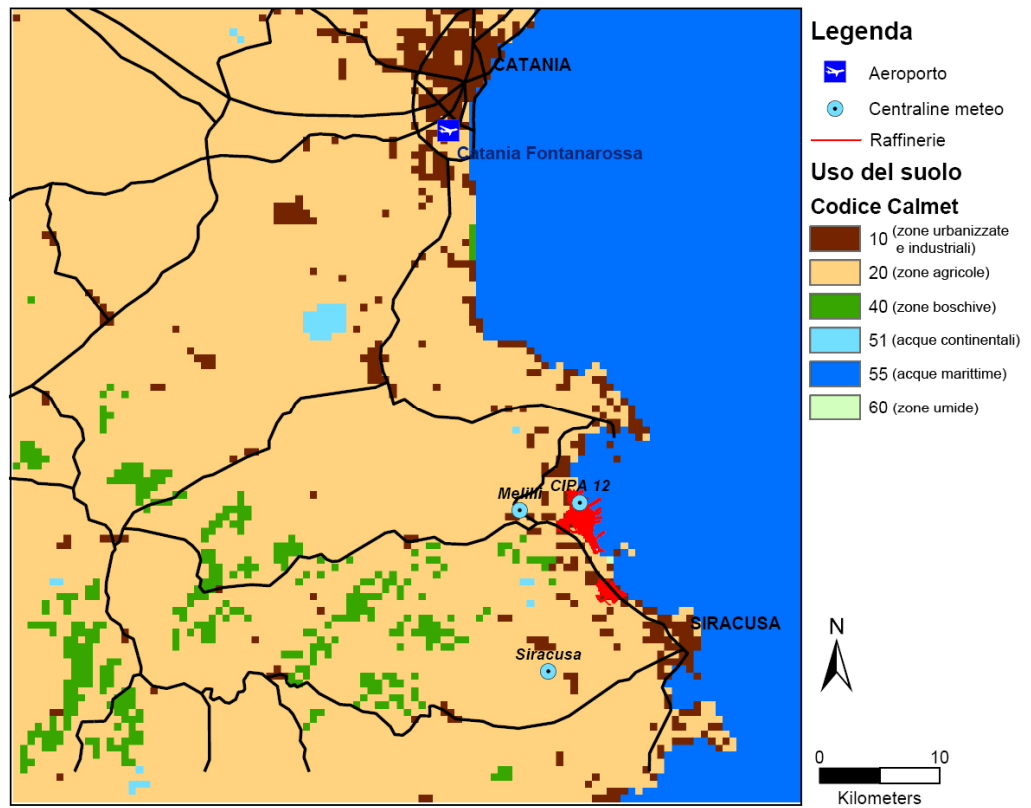 CATANIA
Catania Fontanarossa
Melilli
CIPA 12
SIRACUSA
Siracusa
Legenda
Aeroporto
Centraline meteo
Raffinerie
Uso del suolo
Codice Calmet
10 (zone urbanizzate
e industriali)
20 (zone agricole)
40 (zone boschive)
51 (acque continentali)
55 (acque marittime)
60 (zone umide)
N
0 10
Kilometers